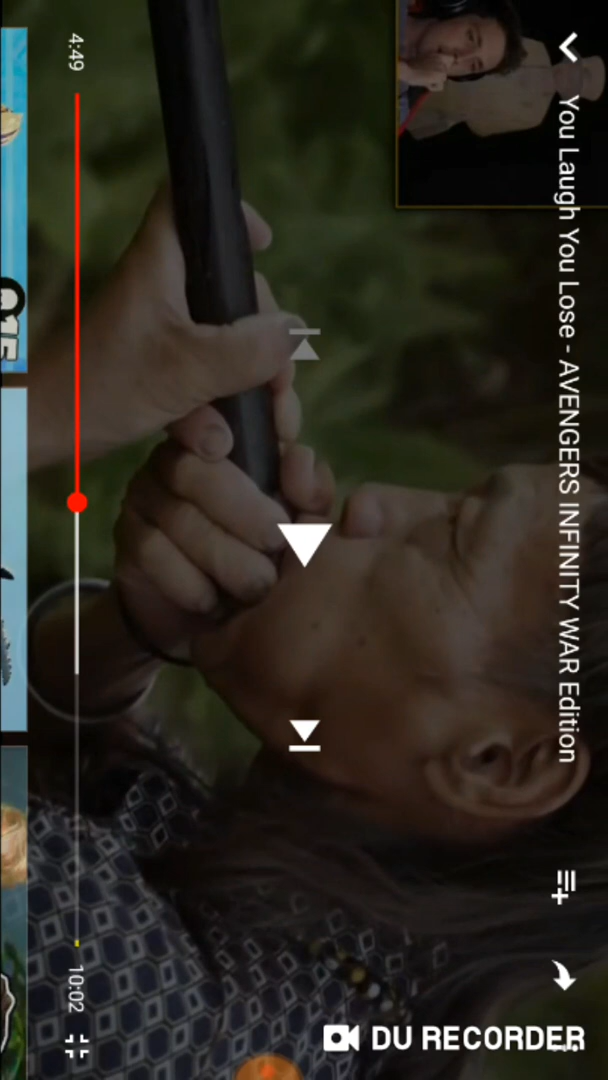 You Laugh You Lose - AVENGERS INFINITY WAR Edition
4:49
10:02
DU RECORDER